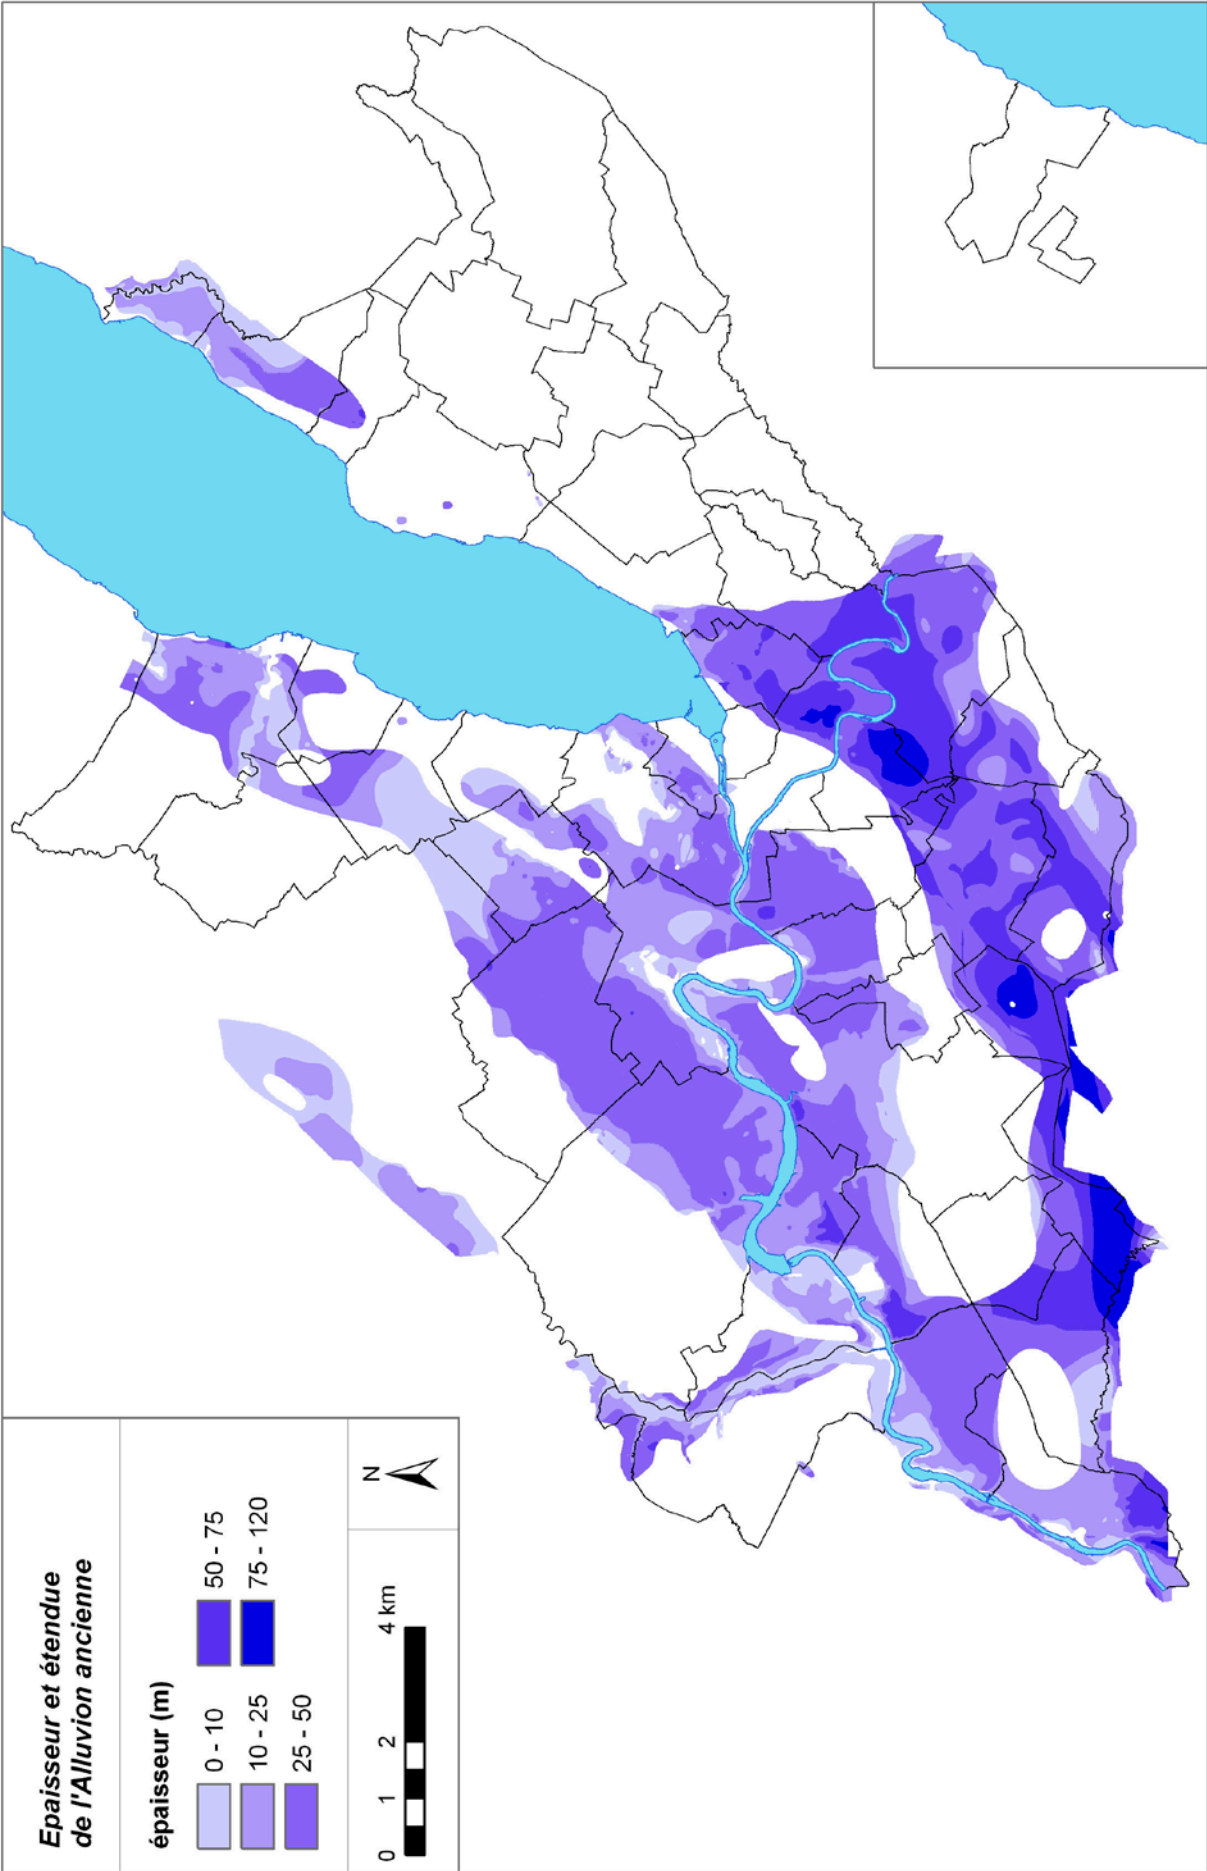 Epaisseur et étendue
de l'Alluvion ancienne
épaisseur (m)
0 - 10
10 - 25
25 - 50
50 - 75
75 - 120
0 1 2 4 km
N